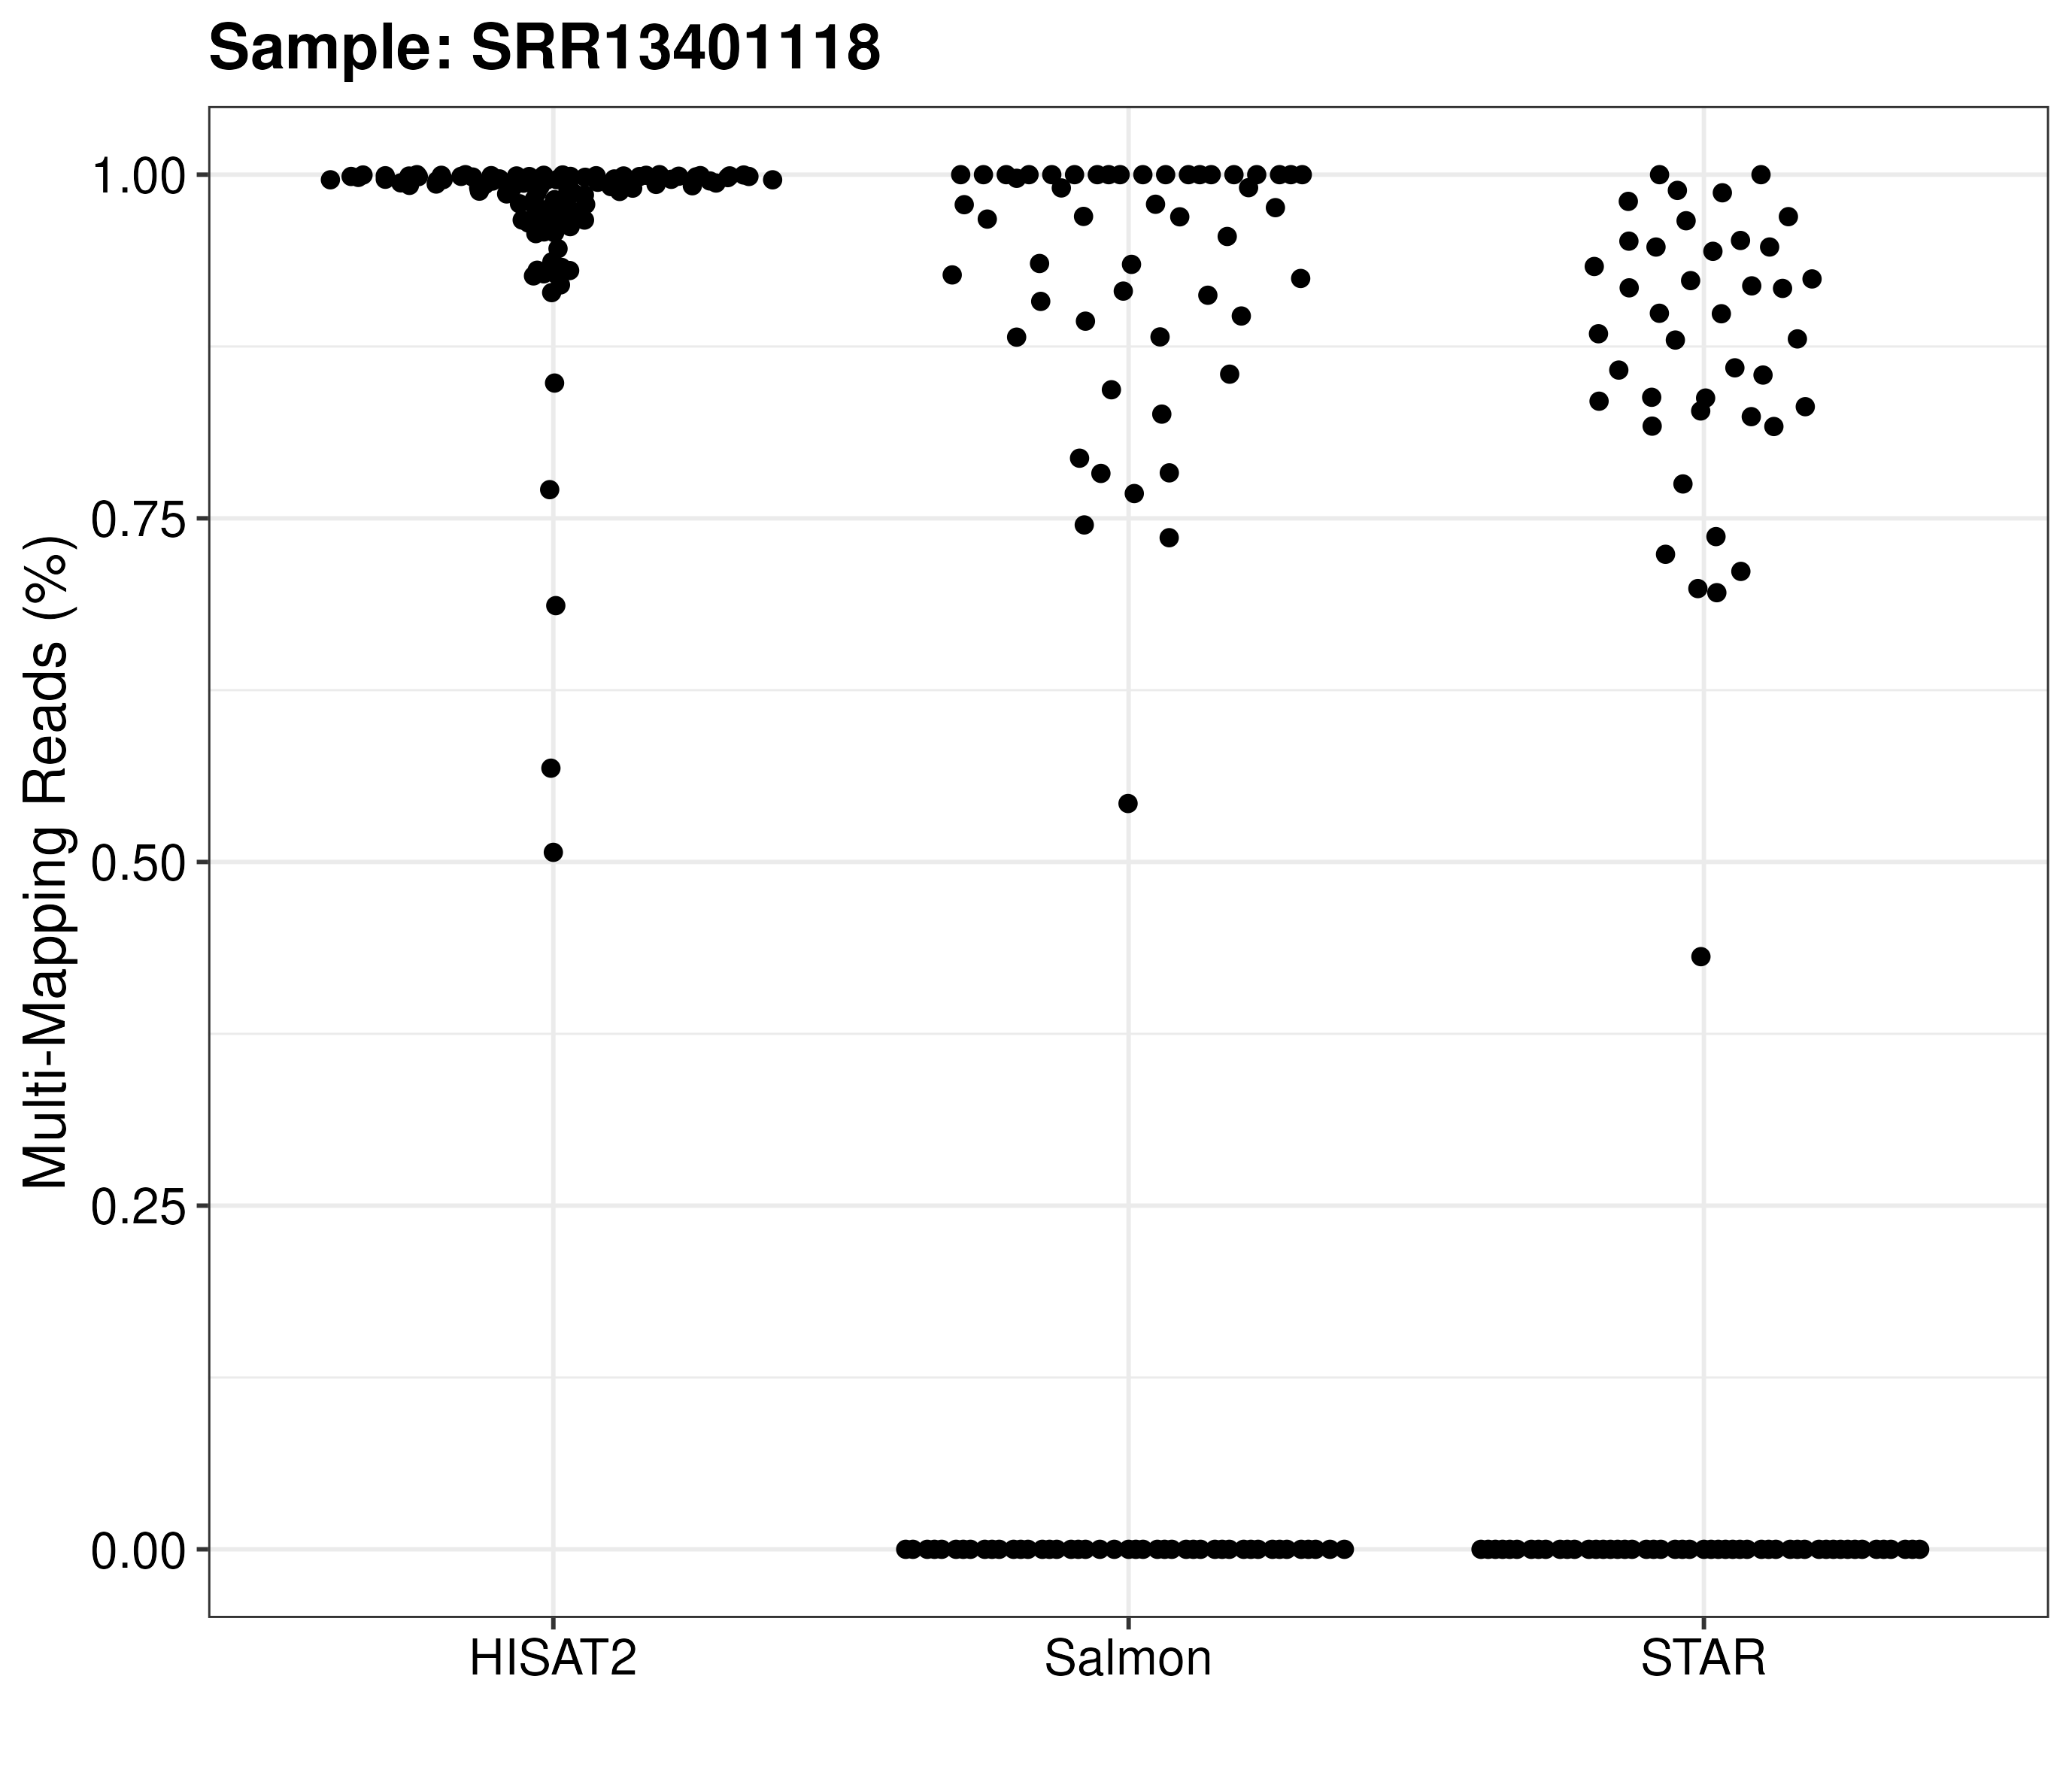 Sample: SRR13401118
Multi-Mapping Reads (%)
1.00
0.75
0.50
0.25
0.00
HISAT2
Salmon
STAR